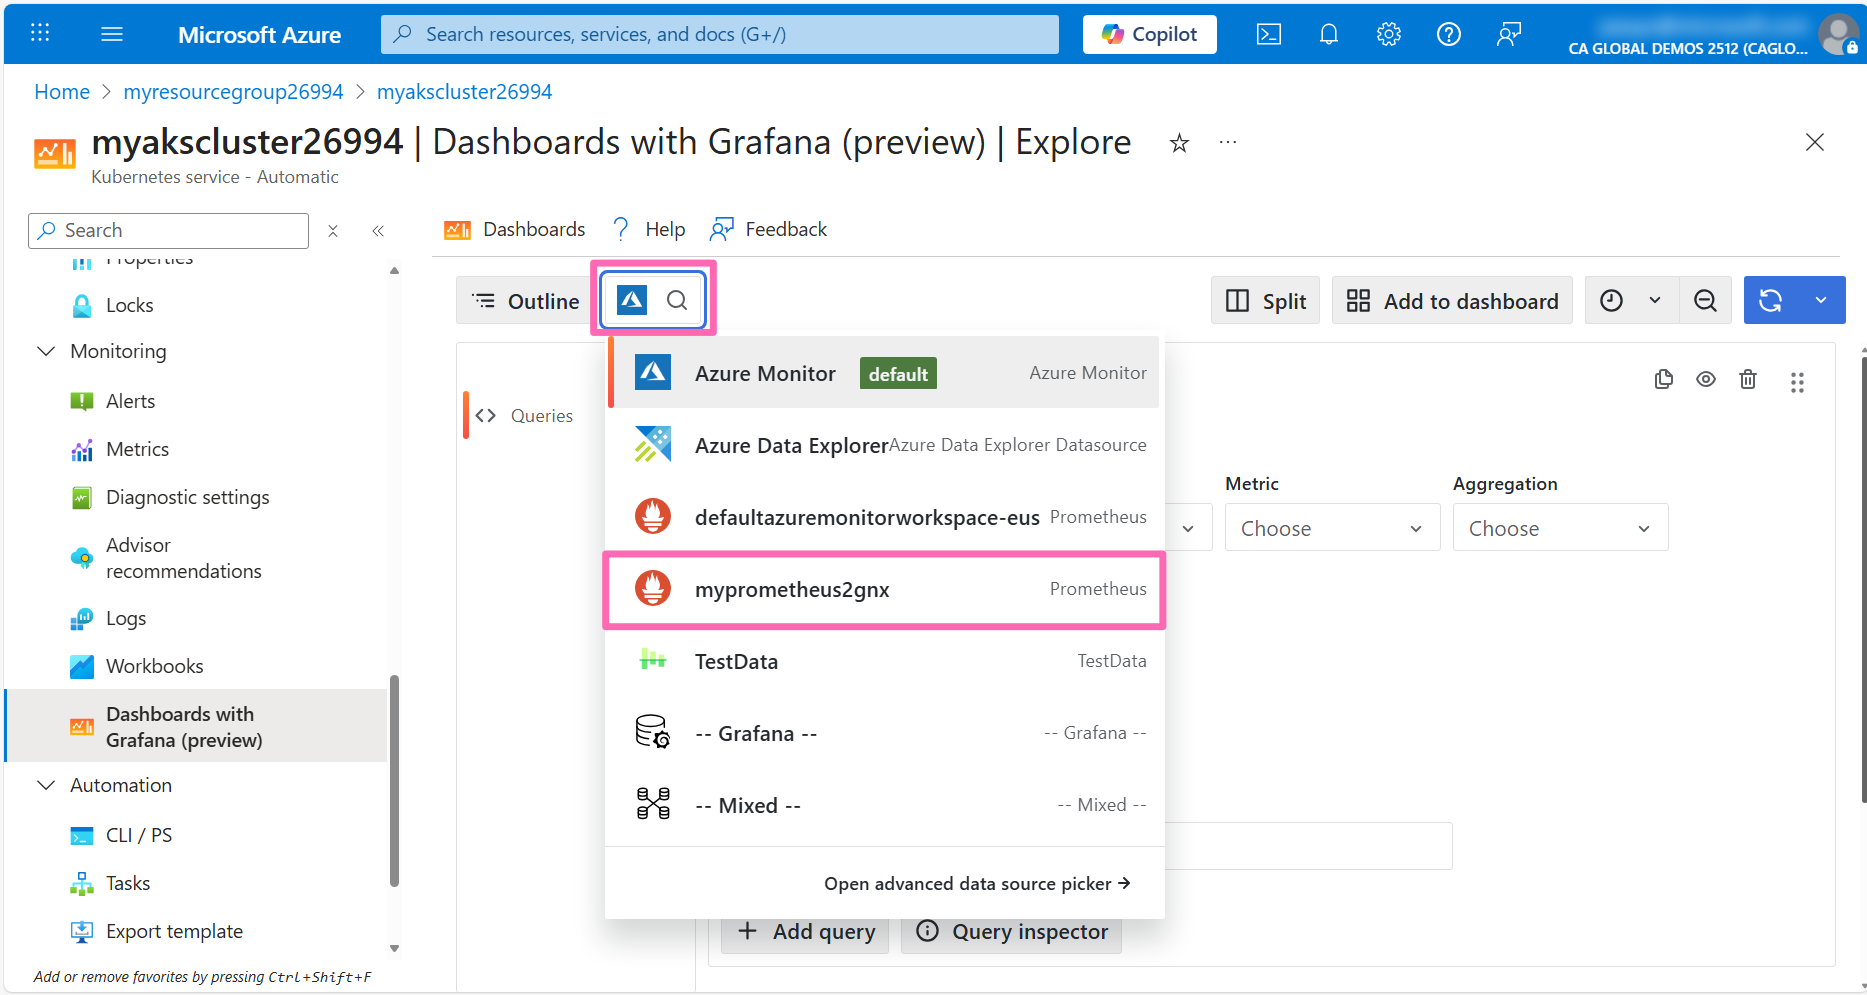 Microsoft Azure
Search resources, services, and docs (G+/)
Copilot
CA GLOBAL DEMOS 2512 (CAGLO...
Home > myresourcegroup26994 > myakscluster26994
myakscluster26994 | Dashboards with Grafana (preview) | Explore
Kubernetes service - Automatic
Search
Properties
Locks
Monitoring
Alerts
Metrics
Diagnostic settings
Advisor
recommendations
Logs
Workbooks
Dashboards with
Grafana (preview)
Automation
CLI / PS
Tasks
Export template
Add or remove favorites by pressing Ctrl+Shift+F
Dashboards
Help
Feedback
Outline
Split
Add to dashboard
Queries
Azure Monitor default Azure Monitor
Azure Data Explorer Azure Data Explorer Datasource
defaultazuremonitorworkspace-eus Prometheus
myprometheus2gnx Prometheus
TestData TestData
-- Grafana -- -- Grafana --
-- Mixed -- -- Mixed --
Open advanced data source picker →
Metric
Choose
Aggregation
Choose
+ Add query
Query inspector